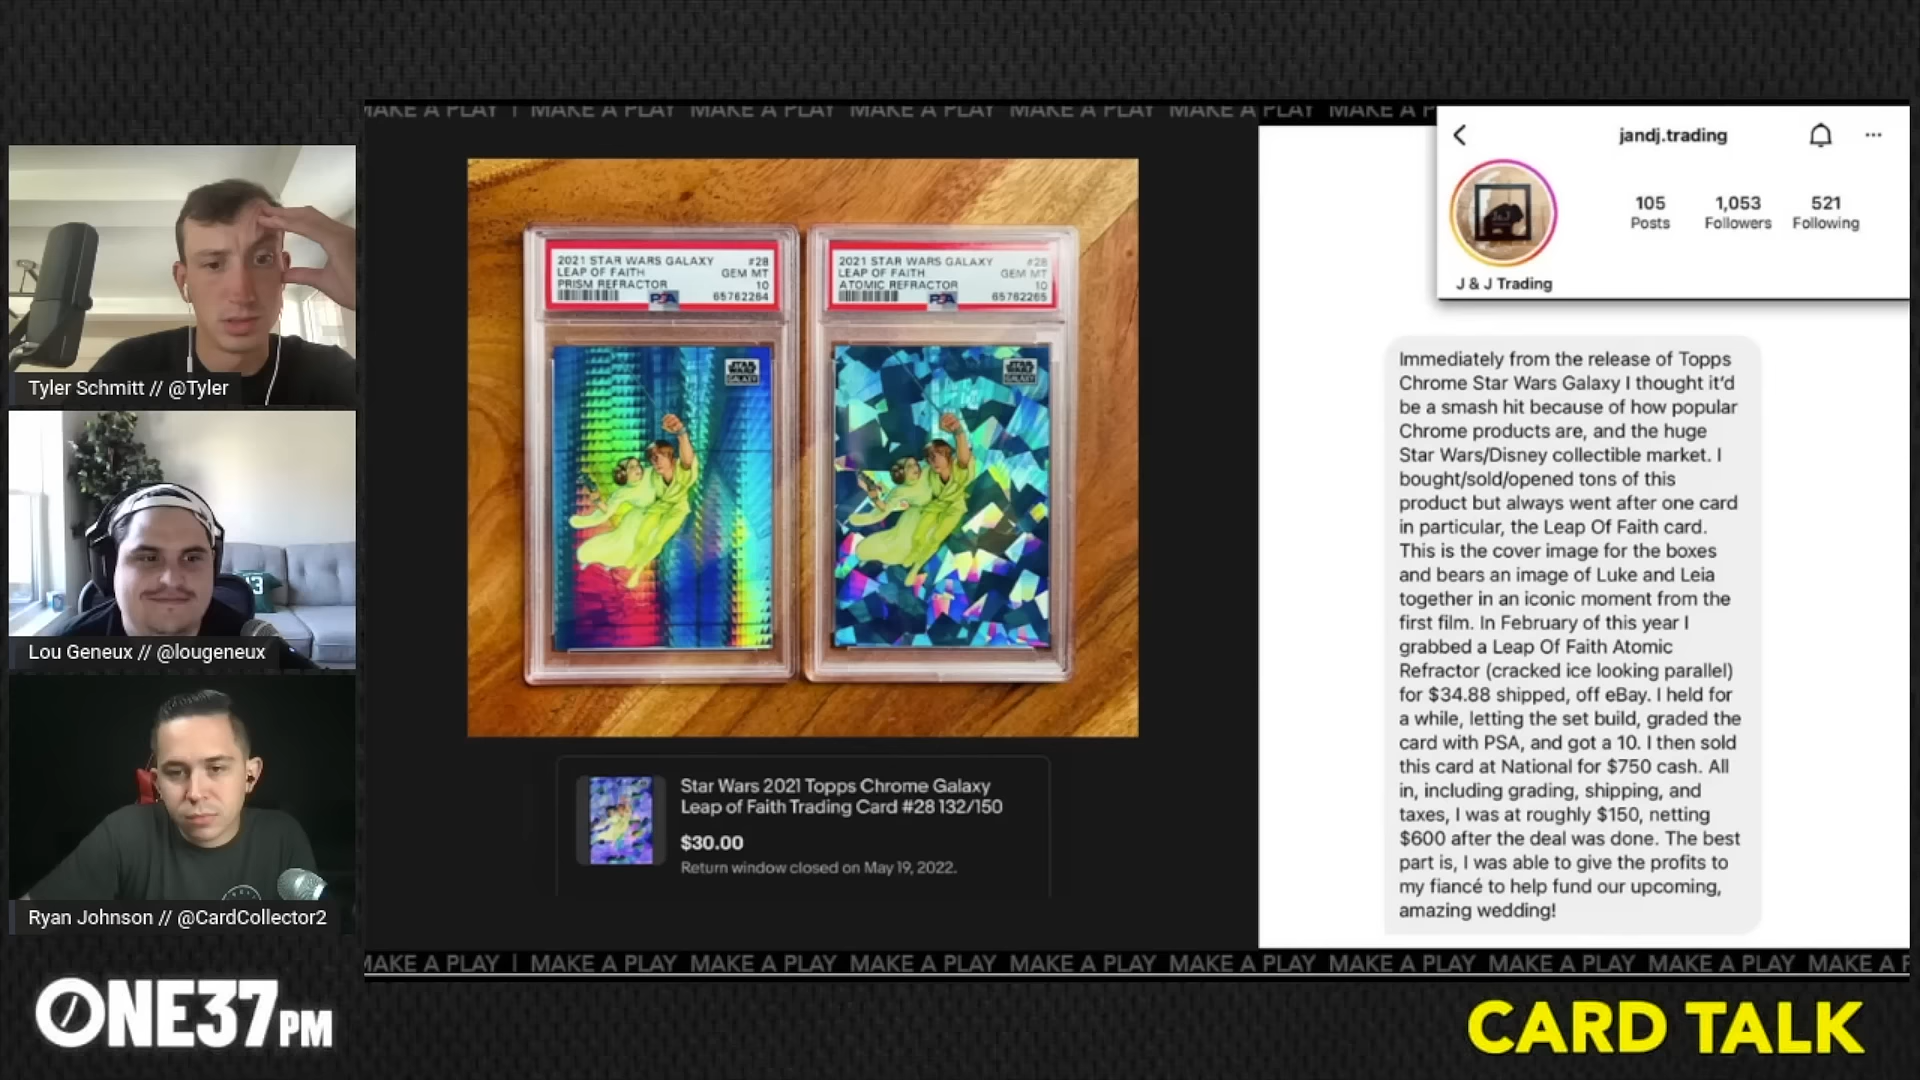 MAKE A PLAY | MAKE A PLAY MAKE A PLAY MAKE A PLAY MAKE A PLAY MAKE A PLAY MAKE A P
jandj.trading
105
Posts
1,053
Followers
521
Following
J & J Trading
2021 STAR WARS GALAXY #28
LEAP OF FAITH GEM MT
PRISM REFRACTOR 10
PSA 65762264
2021 STAR WARS GALAXY #28
LEAP OF FAITH GEM MT
ATOMIC REFRACTOR 10
PSA 65762265
STAR WARS
GALAXY
STAR WARS
GALAXY
Star Wars 2021 Topps Chrome Galaxy
Leap of Faith Trading Card #28 132/150
$30.00
Return window closed on May 19, 2022.
Immediately from the release of Topps
Chrome Star Wars Galaxy I thought it'd
be a smash hit because of how popular
Chrome products are, and the huge
Star Wars/Disney collectible market. I
bought/sold/opened tons of this
product but always went after one card
in particular, the Leap Of Faith card.
This is the cover image for the boxes
and bears an image of Luke and Leia
together in an iconic moment from the
first film. In February of this year I
grabbed a Leap Of Faith Atomic
Refractor (cracked ice looking parallel)
for $34.88 shipped, off eBay. I held for
a while, letting the set build, graded the
card with PSA, and got a 10. I then sold
this card at National for $750 cash. All
in, including grading, shipping, and
taxes, I was at roughly $150, netting
$600 after the deal was done. The best
part is, I was able to give the profits to
my fiancé to help fund our upcoming,
amazing wedding!
Tyler Schmitt // @Tyler
13
Lou Geneux // @lougeneux
Ryan Johnson // @CardCollector2
MAKE A PLAY | MAKE A PLAY MAKE A PLAY MAKE A PLAY MAKE A PLAY MAKE A PLAY MAKE A PLAY MAKE A PLAY MAKE A PLAY MAKE A P
ONE37PM
CARD TALK